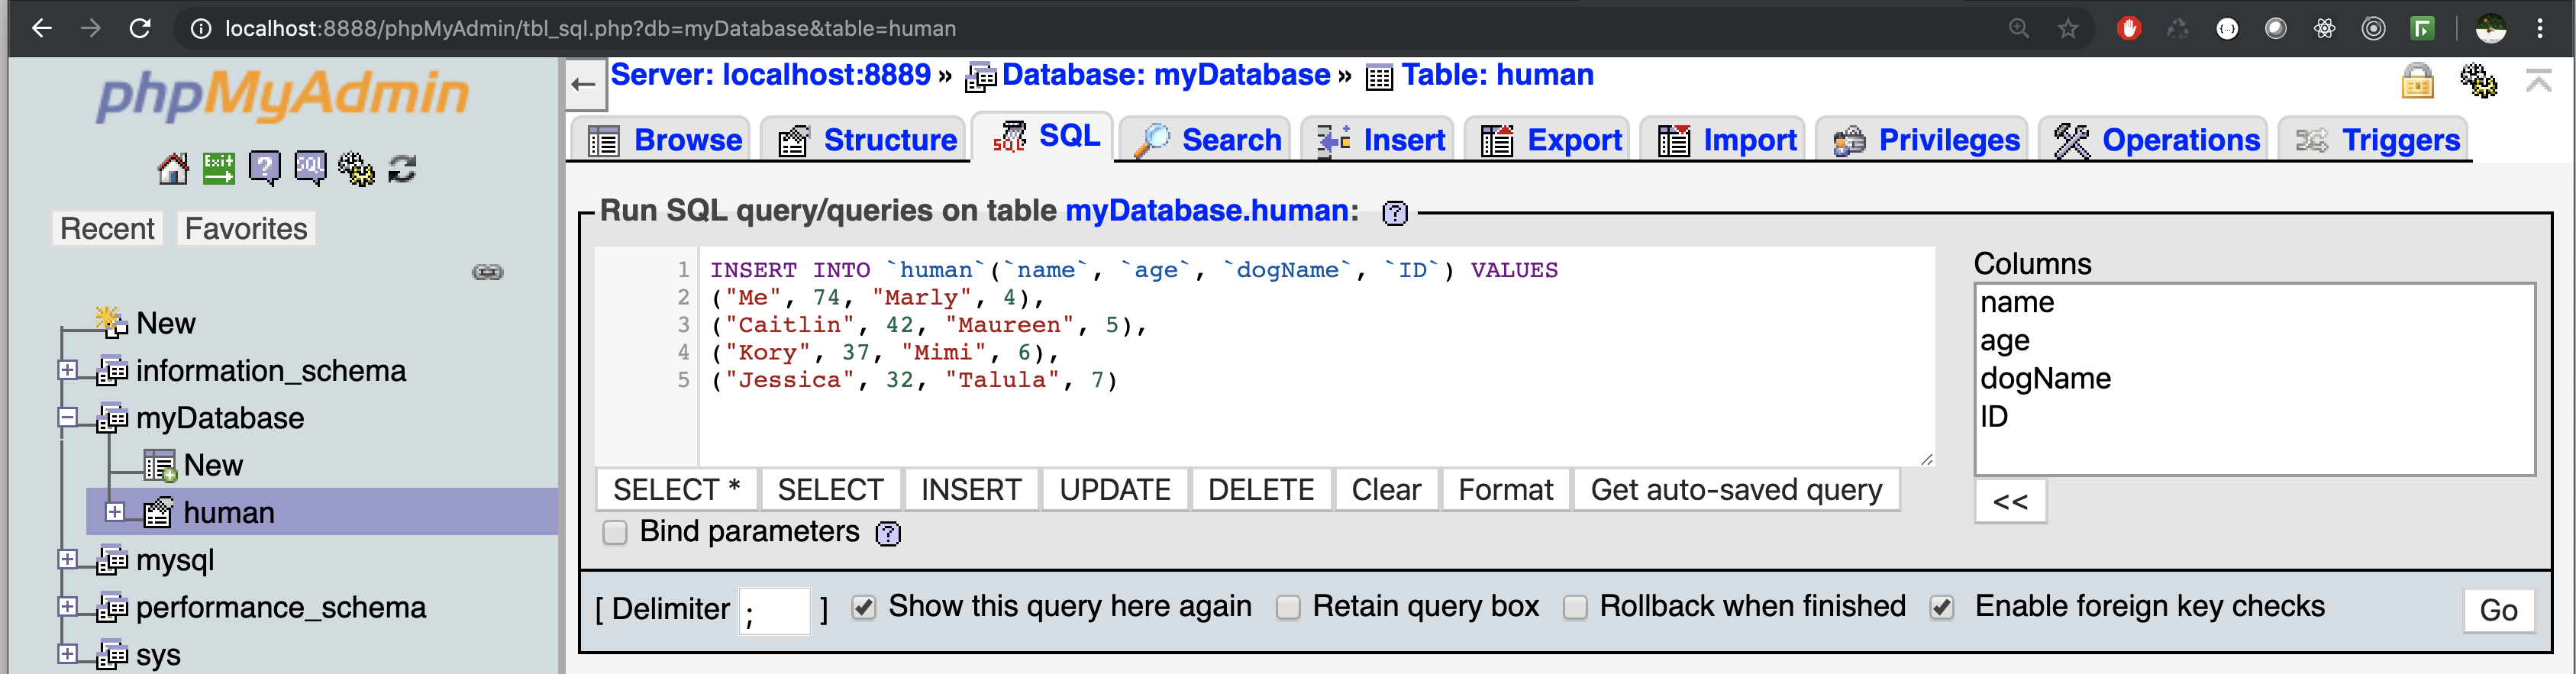 localhost:8888/phpMyAdmin/tbl_sql.php?db=myDatabase&table=human
phpMyAdmin
Exit
?
SQL
Recent
Favorites
New
information_schema
myDatabase
New
human
mysql
performance_schema
sys
Server: localhost:8889 » Database: myDatabase » Table: human
Browse Structure SQL Search Insert Export Import Privileges Operations Triggers
Run SQL query/queries on table myDatabase.human: ?
1 INSERT INTO `human`(`name`, `age`, `dogName`, `ID`) VALUES
2 ("Me", 74, "Marly", 4),
3 ("Caitlin", 42, "Maureen", 5),
4 ("Kory", 37, "Mimi", 6),
5 ("Jessica", 32, "Talula", 7)
SELECT * SELECT INSERT UPDATE DELETE Clear Format Get auto-saved query
Bind parameters ?
Columns
name
age
dogName
ID
<<
[ Delimiter ; ] Show this query here again Retain query box Rollback when finished Enable foreign key checks Go